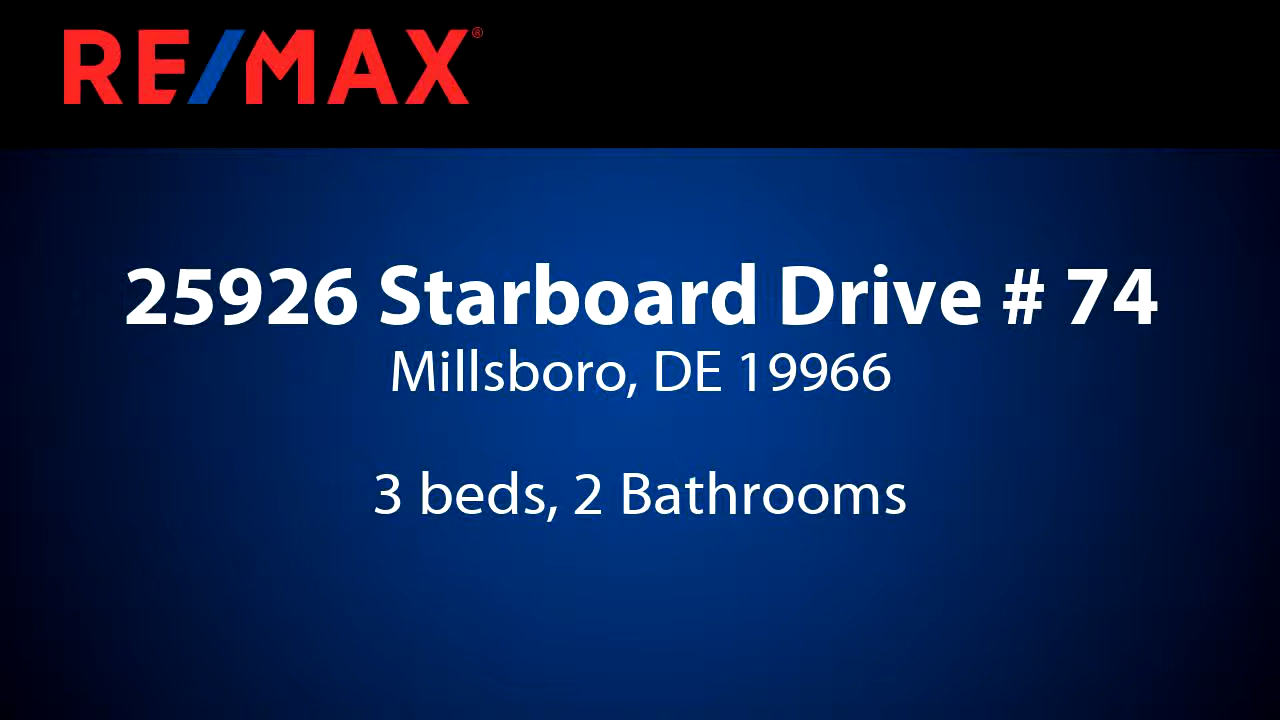 RE/MAX®
25926 Starboard Drive # 74
Millsboro, DE 19966
3 beds, 2 Bathrooms